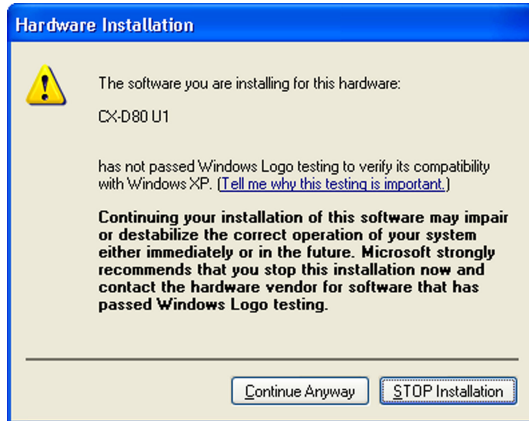 Hardware Installation
The software you are installing for this hardware:
CX-D80 U1
has not passed Windows Logo testing to verify its compatibility
with Windows XP. (Tell me why this testing is important.)
Continuing your installation of this software may impair
or destabilize the correct operation of your system
either immediately or in the future. Microsoft strongly
recommends that you stop this installation now and
contact the hardware vendor for software that has
passed Windows Logo testing.
Continue Anyway
STOP Installation